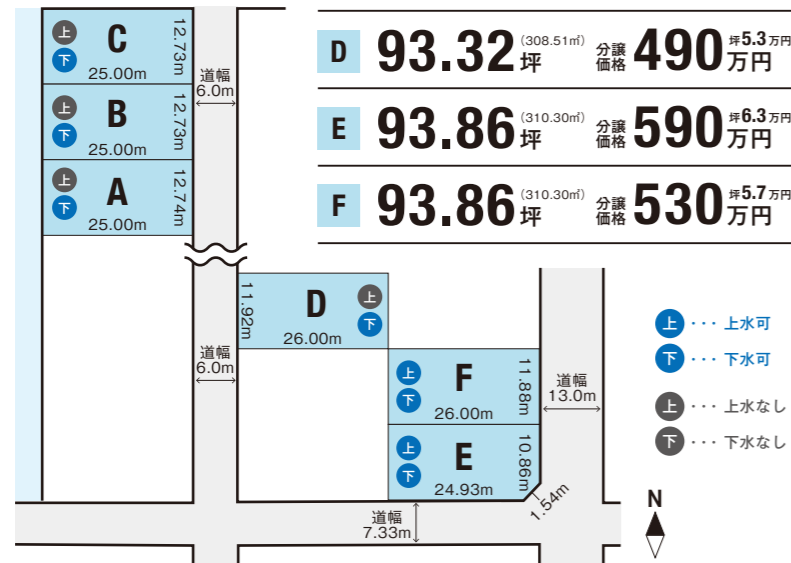 上 C 12.73m
下 25.00m
上 B 12.73m
下 25.00m
上 A 12.74m
下 25.00m
道幅
6.0m
D 93.32 (308.51㎡) 坪 分譲価格 490 坪5.3万円 万円
E 93.86 (310.30㎡) 坪 分譲価格 590 坪6.3万円 万円
F 93.86 (310.30㎡) 坪 分譲価格 530 坪5.7万円 万円
11.92m D 上
26.00m 下
道幅
6.0m
上 F 11.88m
下 26.00m
上 E 10.86m
下 24.93m
1.54m
道幅
13.0m
道幅
7.33m
上 ･･･ 上水可
下 ･･･ 下水可
上 ･･･ 上水なし
下 ･･･ 下水なし
N